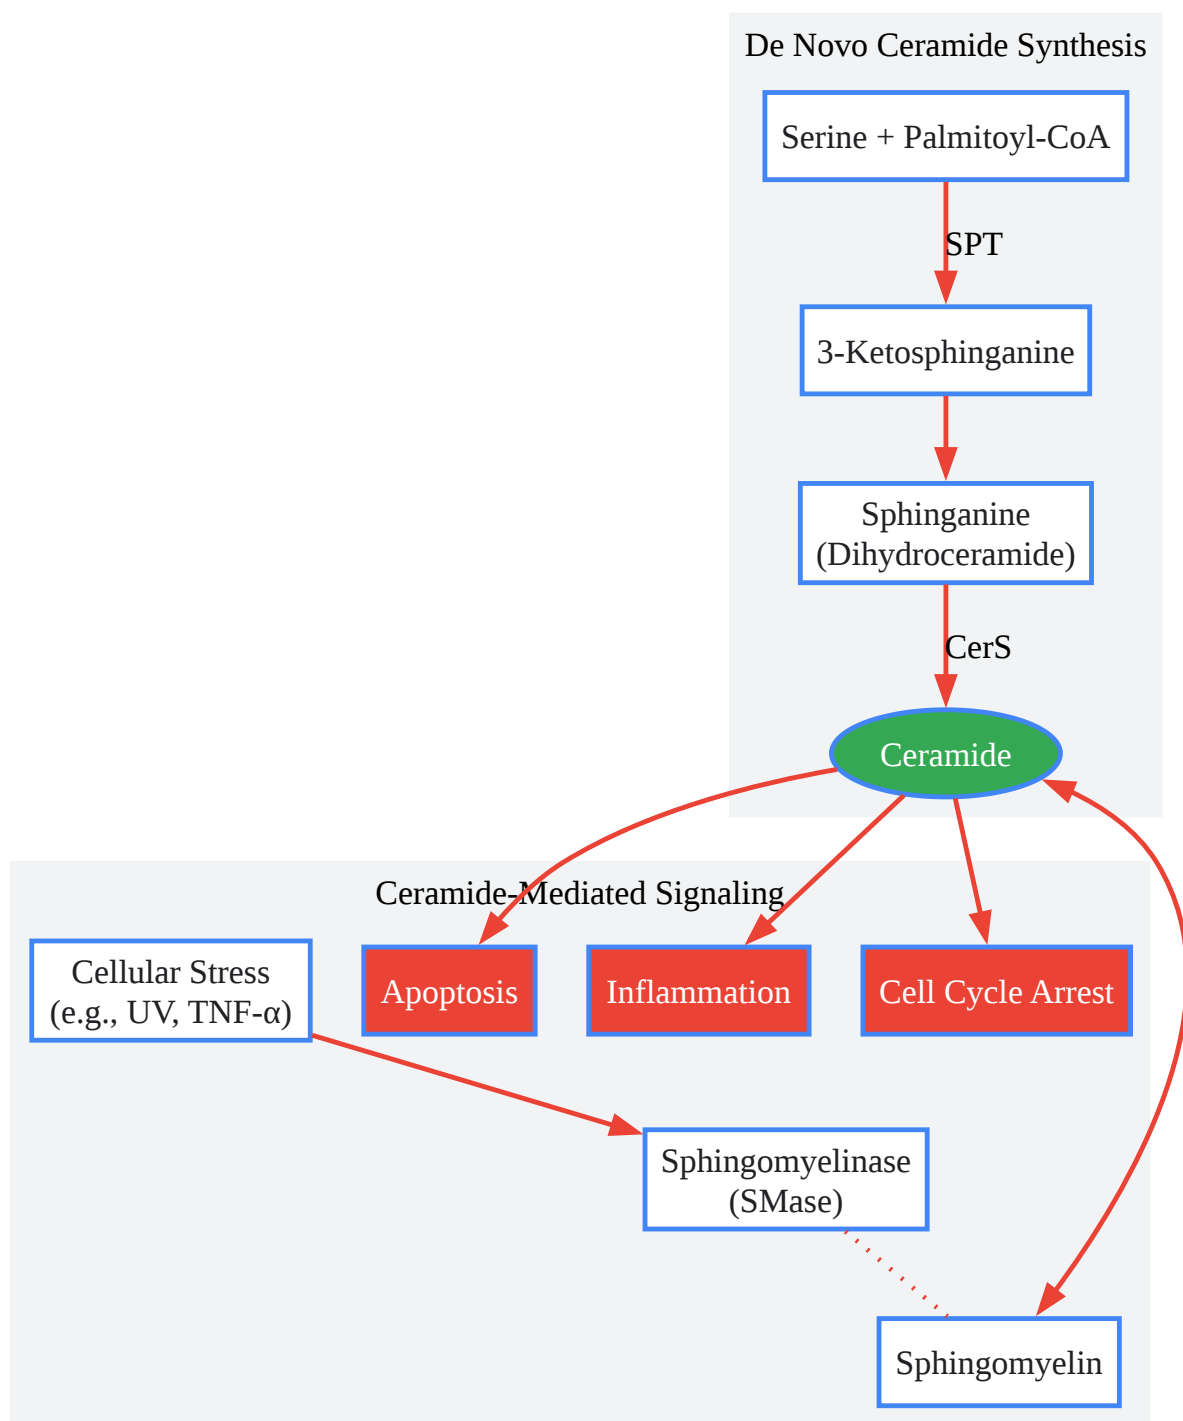 De Novo Ceramide Synthesis
Serine + Palmitoyl-CoA
SPT
3-Ketosphinganine
Sphinganine
(Dihydroceramide)
CerS
Ceramide
Ceramide-Mediated Signaling
Cellular Stress
(e.g., UV, TNF-α)
Apoptosis
Inflammation
Cell Cycle Arrest
Sphingomyelinase
(SMase)
Sphingomyelin